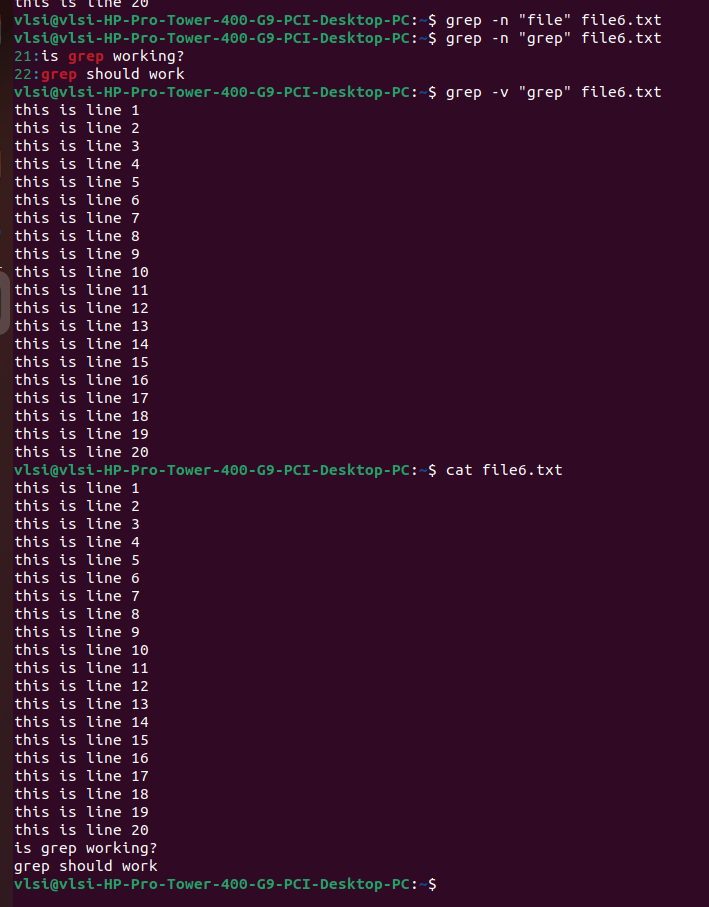 this is line 20
vlsi@vlsi-HP-Pro-Tower-400-G9-PCI-Desktop-PC:~$ grep -n "file" file6.txt
vlsi@vlsi-HP-Pro-Tower-400-G9-PCI-Desktop-PC:~$ grep -n "grep" file6.txt
21:is grep working?
22:grep should work
vlsi@vlsi-HP-Pro-Tower-400-G9-PCI-Desktop-PC:~$ grep -v "grep" file6.txt
this is line 1
this is line 2
this is line 3
this is line 4
this is line 5
this is line 6
this is line 7
this is line 8
this is line 9
this is line 10
this is line 11
this is line 12
this is line 13
this is line 14
this is line 15
this is line 16
this is line 17
this is line 18
this is line 19
this is line 20
vlsi@vlsi-HP-Pro-Tower-400-G9-PCI-Desktop-PC:~$ cat file6.txt
this is line 1
this is line 2
this is line 3
this is line 4
this is line 5
this is line 6
this is line 7
this is line 8
this is line 9
this is line 10
this is line 11
this is line 12
this is line 13
this is line 14
this is line 15
this is line 16
this is line 17
this is line 18
this is line 19
this is line 20
is grep working?
grep should work
vlsi@vlsi-HP-Pro-Tower-400-G9-PCI-Desktop-PC:~$